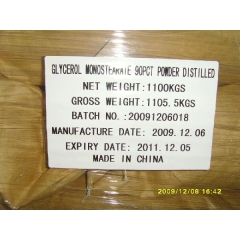 GLYCEROL MONOSTEARATE 90PCT POWDER DISTILLED
NET WEIGHT:1100KGS
GROSS WEIGHT:1105.5KGS
BATCH NO.:20091206018
MANUFACTURE DATE: 2009.12.06
EXPIRY DATE: 2011.12.05
MADE IN CHINA
2009/12/08 16:42